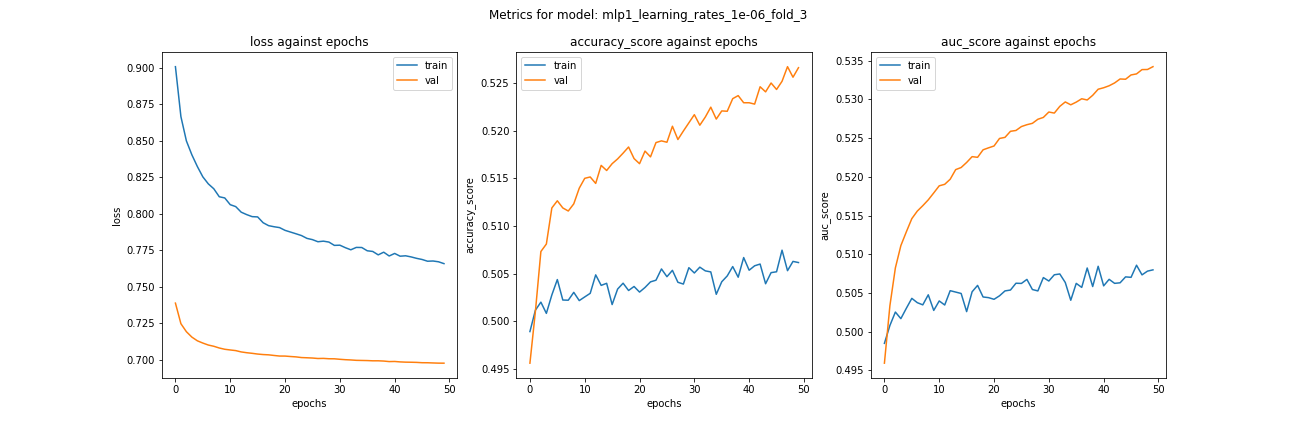 Metrics for model: mlp1_learning_rates_1e-06_fold_3
loss against epochs
train
val
0.900
0.875
0.850
0.825
0.800
0.775
0.750
0.725
0.700
loss
0
10
20
30
40
50
epochs
accuracy_score against epochs
train
val
0.525
0.520
0.515
0.510
0.505
0.500
0.495
accuracy_score
0
10
20
30
40
50
epochs
auc_score against epochs
train
val
0.535
0.530
0.525
0.520
0.515
0.510
0.505
0.500
0.495
auc_score
0
10
20
30
40
50
epochs